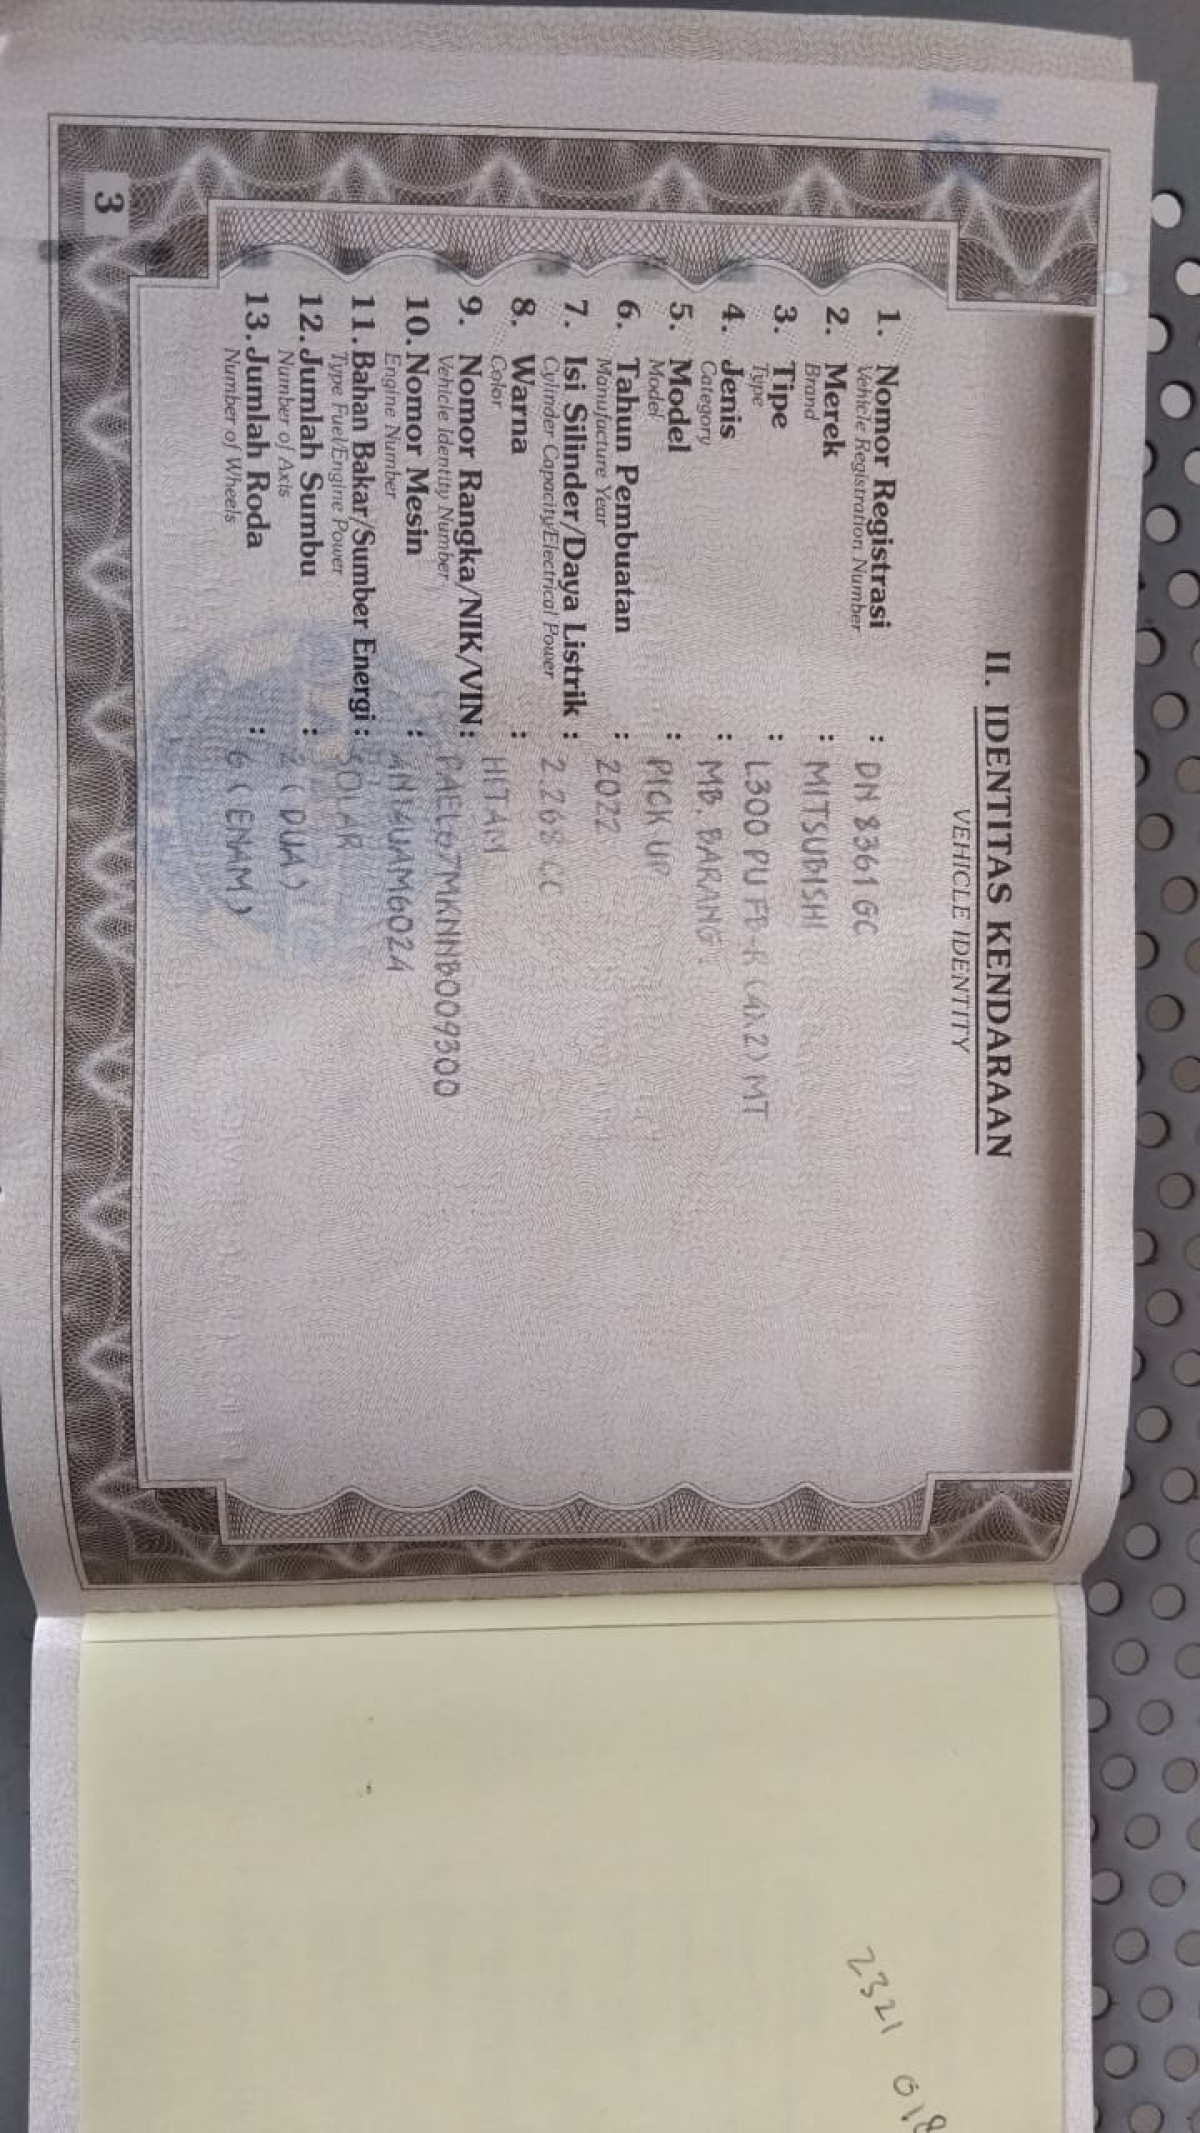 II. IDENTITAS KENDARAAN
VEHICLE IDENTITY
1. Nomor Registrasi : DN 8361 GC
Vehicle Registration Number
2. Merek : MITSUBISHI
Brand
3. Tipe : L300 PU FB-R (4x2) MT
Type
4. Jenis : MB. BARANG
Category
5. Model : PICK UP
Model
6. Tahun Pembuatan : 2022
Manufacture Year
7. Isi Silinder/Daya Listrik : 2.268 CC
Cylinder Capacity/Electrical Power
8. Warna : HITAM
Color
9. Nomor Rangka/NIK/VIN :
Vehicle Identity Number
10. Nomor Mesin :
Engine Number
11. Bahan Bakar/Sumber Energi : SOLAR
Type Fuel/Engine Power
12. Jumlah Sumbu : 2 (DUA)
Number of Axis
13. Jumlah Roda : 6 (ENAM)
Number of Wheels
3
2321 018